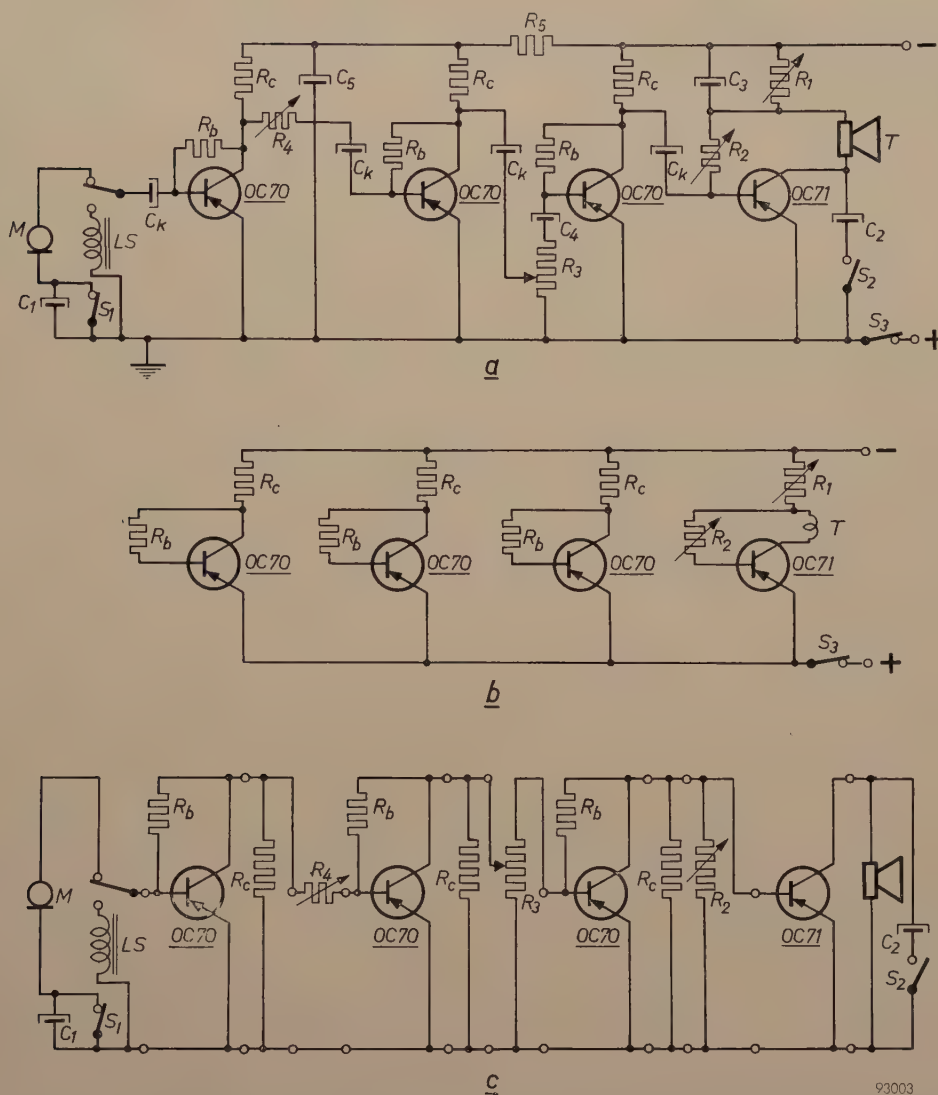 R5
−
Rc
C5
Rc
Rc
C3
R1
Rb
R4
Ck
Rb
Ck
Rb
Ck
R2
T
OC70
OC70
OC70
OC71
Ck
M
LS
C4
R3
C2
C1
S1
S2
S3
+
a
−
Rc
Rc
Rc
R1
Rb
Rb
Rb
R2
T
OC70
OC70
OC70
OC71
S3
+
b
Rb
Rb
Rb
M
Rc
R4
Rc
R3
Rc
R2
LS
OC70
OC70
OC70
OC71
C2
C1
S1
S2
c
93003